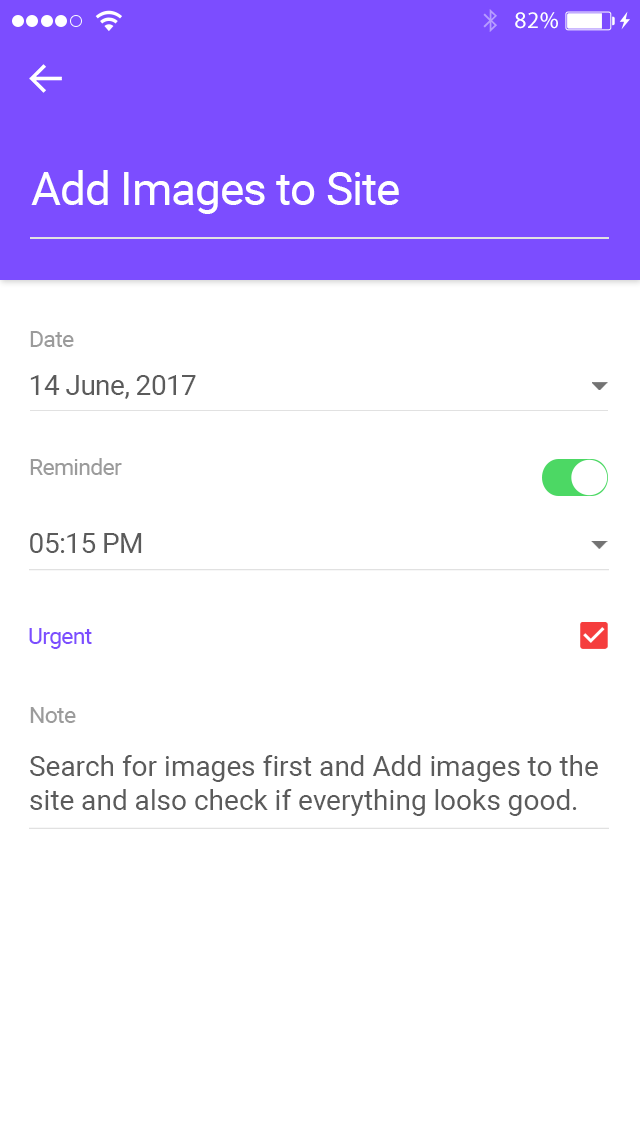 82%
Add Images to Site
Date
14 June, 2017
Reminder
05:15 PM
Urgent
Note
Search for images first and Add images to the
site and also check if everything looks good.